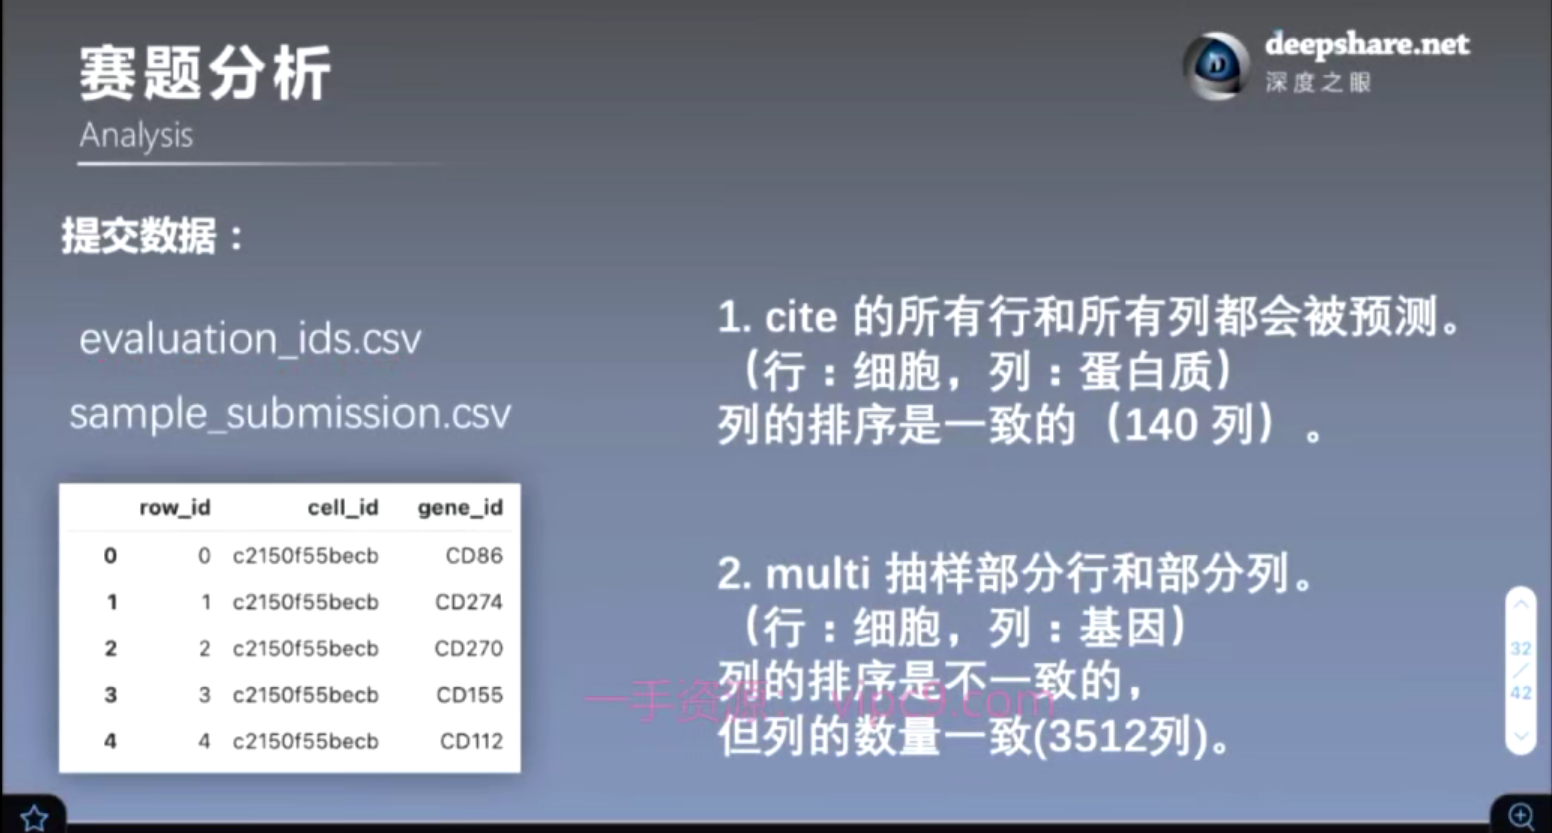 赛题分析
Analysis
deepshare.net
深度之眼
提交数据：
evaluation_ids.csv
sample_submission.csv
row_id cell_id gene_id
0 0 c2150f55becb CD86
1 1 c2150f55becb CD274
2 2 c2150f55becb CD270
3 3 c2150f55becb CD155
4 4 c2150f55becb CD112
1. cite 的所有行和所有列都会被预测。
（行：细胞，列：蛋白质）
列的排序是一致的（140 列）。
2. multi 抽样部分行和部分列。
（行：细胞，列：基因）
列的排序是不一致的，
一手资源： vipc9.com
但列的数量一致(3512列)。
32
/
42